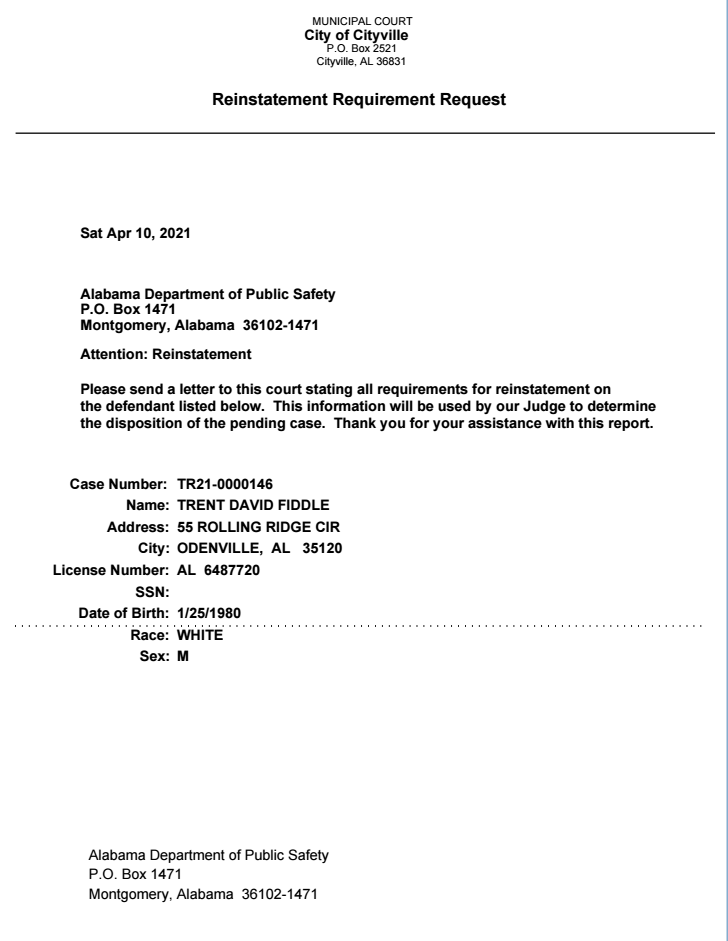 MUNICIPAL COURT
City of Cityville
P.O. Box 2521
Cityville, AL 36831
Reinstatement Requirement Request
Sat Apr 10, 2021
Alabama Department of Public Safety
P.O. Box 1471
Montgomery, Alabama  36102-1471
Attention: Reinstatement
Please send a letter to this court stating all requirements for reinstatement on
the defendant listed below.  This information will be used by our Judge to determine
the disposition of the pending case.  Thank you for your assistance with this report.
Case Number: TR21-0000146
Name: TRENT DAVID FIDDLE
Address: 55 ROLLING RIDGE CIR
City: ODENVILLE,  AL   35120
License Number: AL  6487720
SSN:
Date of Birth: 1/25/1980
Race: WHITE
Sex: M
Alabama Department of Public Safety
P.O. Box 1471
Montgomery, Alabama  36102-1471